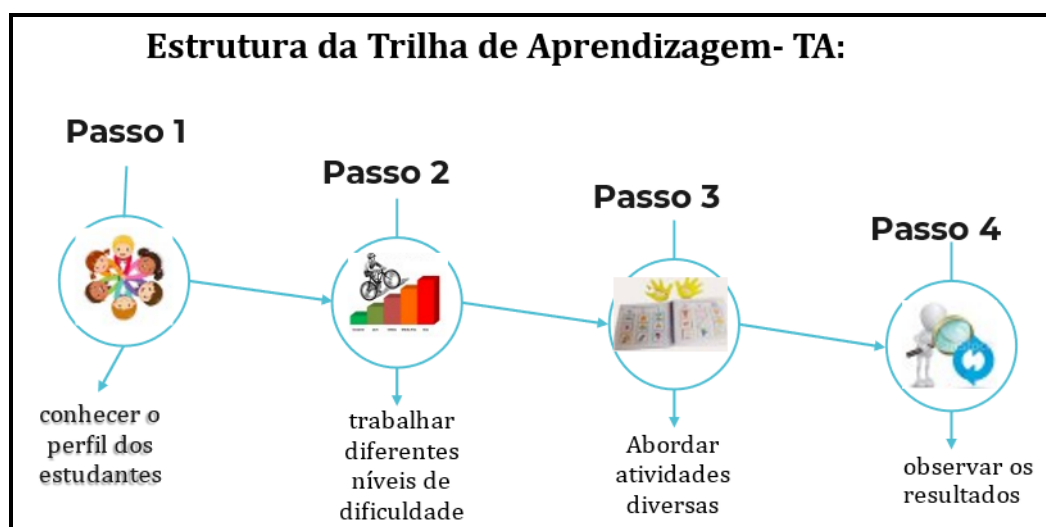 Estrutura da Trilha de Aprendizagem- TA:
Passo 1
Passo 2
Passo 3
Passo 4
conhecer o
perfil dos
estudantes
trabalhar
diferentes
níveis de
dificuldade
Abordar
atividades
diversas
observar os
resultados